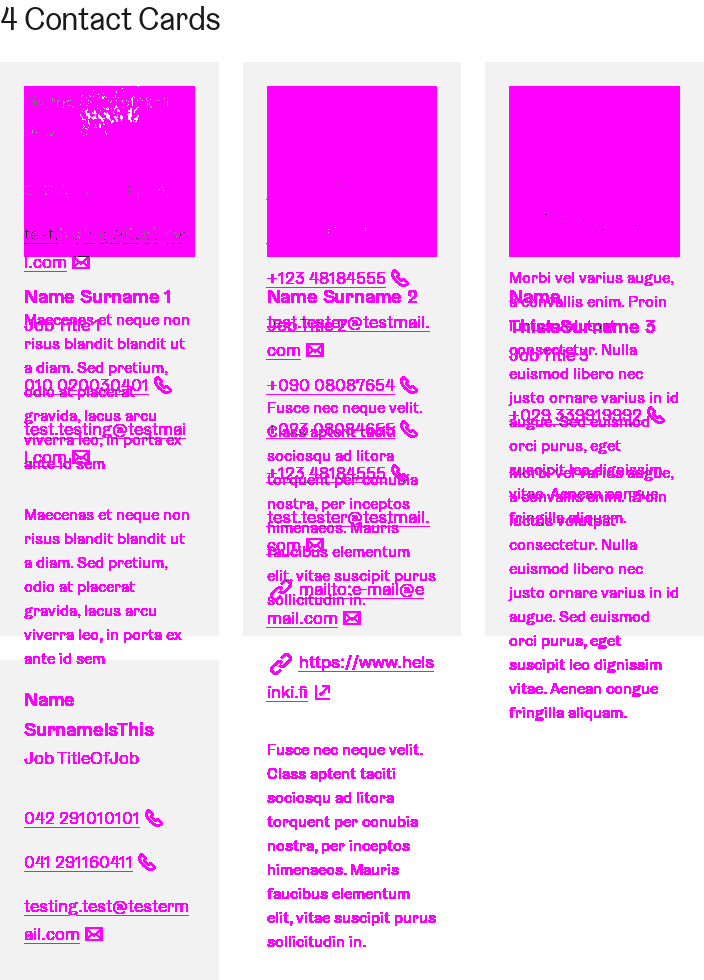 4 Contact Cards
l.com
Name Surname 1
Job Title 1
Maecenas et neque non
risus blandit blandit ut
a diam. Sed pretium,
010 020030401
odio at placerat
gravida, lacus arcu
test.testing@testmai
viverra leo, in porta ex
l.com
ante id sem
Maecenas et neque non
risus blandit blandit ut
a diam. Sed pretium,
odio at placerat
gravida, lacus arcu
viverra leo, in porta ex
ante id sem
+123 48184555
Name Surname 2
test.tester@testmail.
com
+090 08087654
Fusce nec neque velit.
+023 08084655
Class aptent taciti
sociosqu ad litora
+123 48184555
torquent per conubia
nostra, per inceptos
test.tester@testmail.
himenaeos. Mauris
com
faucibus elementum
elit, vitae suscipit purus
mailto:e-mail@e
sollicitudin in.
mail.com
https://www.hels
inki.fi
Fusce nec neque velit.
Class aptent taciti
sociosqu ad litora
torquent per conubia
nostra, per inceptos
himenaeos. Mauris
faucibus elementum
elit, vitae suscipit purus
sollicitudin in.
Morbi vel varius augue,
Name
a convallis enim. Proin
ThisIsSurname 3
consectetur. Nulla
Job Title 3
euismod libero nec
justo ornare varius in id
+029 339919992
augue. Sed euismod
orci purus, eget
suscipit leo dignissim
Morbi vel varius augue,
vitae. Aenean congue
a convallis enim. Proin
fringilla aliquam.
luctus volutpat
consectetur. Nulla
euismod libero nec
justo ornare varius in id
augue. Sed euismod
orci purus, eget
suscipit leo dignissim
vitae. Aenean congue
fringilla aliquam.
Name
SurnameIsThis
Job TitleOfJob
042 291010101
041 291160411
testing.test@testerm
ail.com